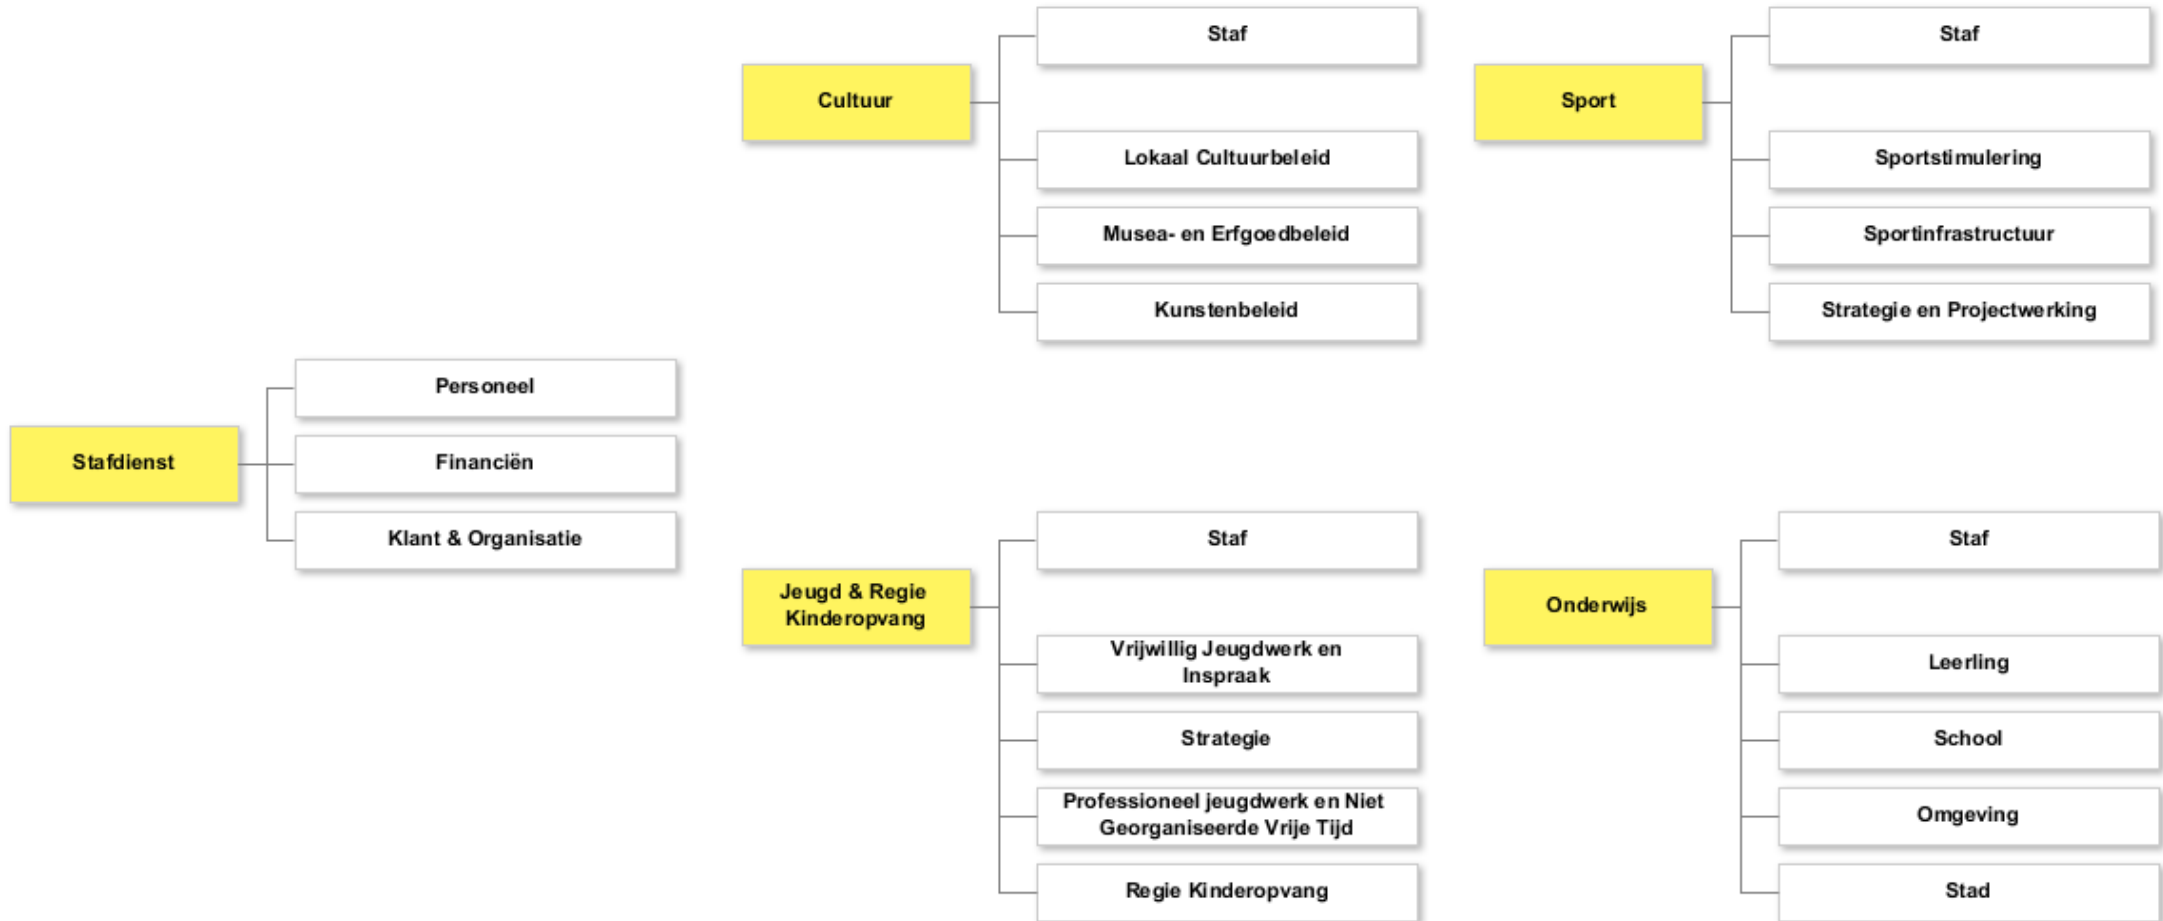 Stafdienst
Personeel
Financiën
Klant & Organisatie
Cultuur
Staf
Lokaal Cultuurbeleid
Musea- en Erfgoedbeleid
Kunstenbeleid
Sport
Staf
Sportstimulering
Sportinfrastructuur
Strategie en Projectwerking
Jeugd & Regie
Kinderopvang
Staf
Vrijwillig Jeugdwerk en
Inspraak
Strategie
Professioneel jeugdwerk en Niet
Georganiseerde Vrije Tijd
Regie Kinderopvang
Onderwijs
Staf
Leerling
School
Omgeving
Stad